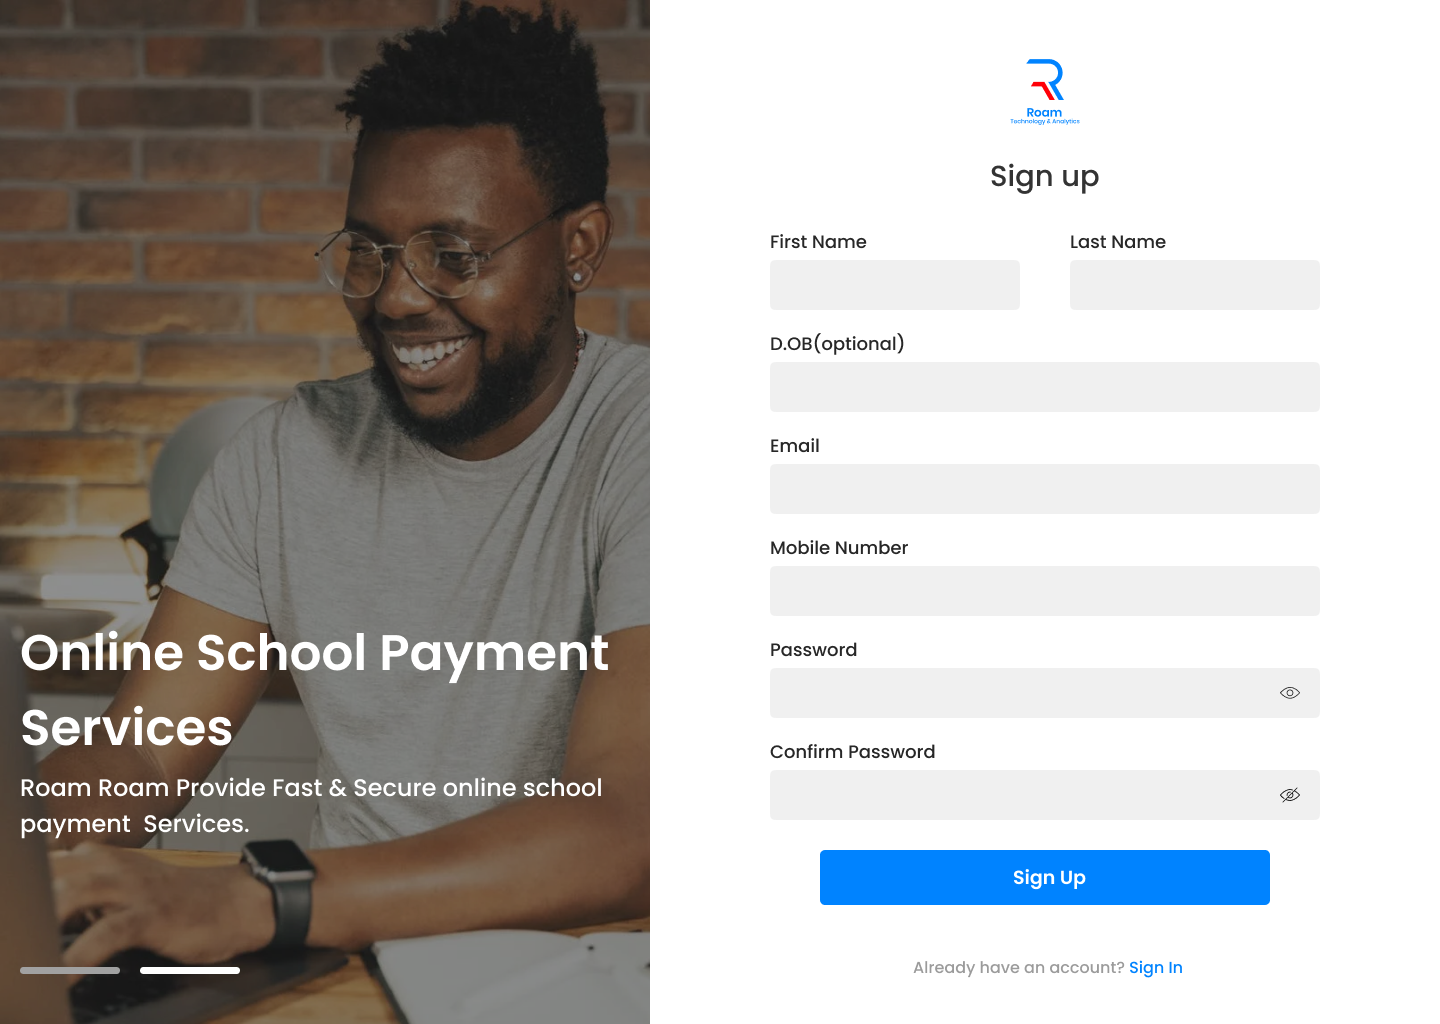 Online School Payment
Services
Roam Roam Provide Fast & Secure online school
payment  Services.
Roam
Technology & Analytics
Sign up
First Name
Last Name
D.OB(optional)
Email
Mobile Number
Password
Confirm Password
Sign Up
Already have an account? Sign In